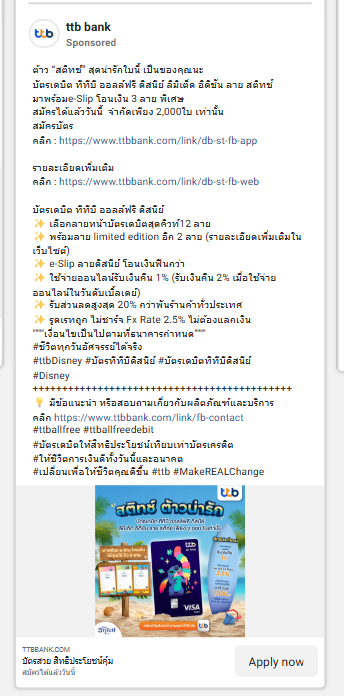 ttb bank
Sponsored
ตัว "สติทช์" สุดน่ารักใบนี้ เป็นของคุณนะ
บัตรเดบิต ทีทีบี ออลล์ฟรี ดิสนีย์ ลิมิเต็ด อิดิชั่น ลาย สติทช์
มาพร้อมe-Slip โอนเงิน 3 ลาย พิเศษ
สมัครได้แล้ววันนี้ จำกัดเพียง 2,000ใบ เท่านั้น
สมัครบัตร
คลิก : https://www.ttbbank.com/link/db-st-fb-app
รายละเอียดเพิ่มเติม
คลิก : https://www.ttbbank.com/link/db-st-fb-web
บัตรเดบิต ทีทีบี ออลล์ฟรี ดิสนีย์
✨ เลือกลายหน้าบัตรเดบิตสุดคิวท์12 ลาย
✨ พร้อมลาย limited edition อีก 2 ลาย (รายละเอียดเพิ่มเติมใน
เว็บไซต์)
✨ e-Slip ลายดิสนีย์ โอนเงินฟินกว่า
✨ ใช้จ่ายออนไลน์รับเงินคืน 1% (รับเงินคืน 2% เมื่อใช้จ่าย
ออนไลน์ในวันดับเบิ้ลเดย์)
✨ รับส่วนลดสูงสุด 20% กว่าพันร้านค้าทั่วประเทศ
✨ รูดเรทถูก ไม่ชาร์จ Fx Rate 2.5% ไม่ต้องแลกเงิน
"""เงื่อนไขเป็นไปตามที่ธนาคารกำหนด"""
#ชีวิตทุกวันอัศจรรย์ได้จริง
#ttbDisney #บัตรทีทีบีดิสนีย์ #บัตรเดบิตทีทีบีดิสนีย์
#Disney
++++++++++++++++++++++++++++++++++++++++++++
💡 มีข้อแนะนำ หรือสอบถามเกี่ยวกับผลิตภัณฑ์และบริการ
คลิก https://www.ttbbank.com/link/fb-contact
#ttballfree #ttballfreedebit
#บัตรเดบิตให้สิทธิประโยชน์เทียบเท่าบัตรเครดิต
#ให้ชีวิตการเงินดีทั้งวันนี้และอนาคต
#เปลี่ยนเพื่อให้ชีวิตคุณดีขึ้น #ttb #MakeREALChange
ttb
สติทช์ ตัวน่ารัก
VISA
TTBBANK.COM
บัตรสวย สิทธิประโยชน์คุ้ม
สมัครได้แล้ววันนี้
Apply now